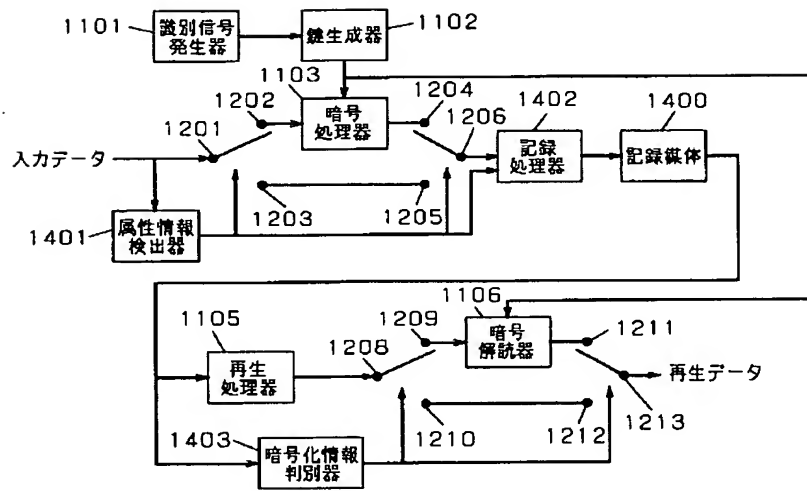 1101
識別信号
発生器
鍵生成器
1102
1103
1202
暗号
処理器
1204
1201
1206
1402
1400
入力データ
記録
処理器
記録媒体
1203
1205
1401
属性情報
検出器
1106
1105
1209
暗号
解読器
1211
1208
再生
処理器
再生データ
1403
1210
1212
1213
暗号化情報
判別器